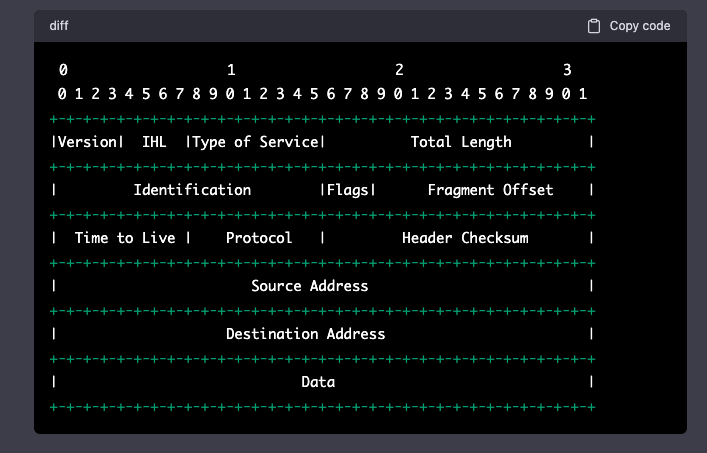 diff Copy code
 0                   1                   2                   3
 0 1 2 3 4 5 6 7 8 9 0 1 2 3 4 5 6 7 8 9 0 1 2 3 4 5 6 7 8 9 0 1
+-+-+-+-+-+-+-+-+-+-+-+-+-+-+-+-+-+-+-+-+-+-+-+-+-+-+-+-+-+-+-+-+
|Version|  IHL  |Type of Service|          Total Length         |
+-+-+-+-+-+-+-+-+-+-+-+-+-+-+-+-+-+-+-+-+-+-+-+-+-+-+-+-+-+-+-+-+
|         Identification        |Flags|      Fragment Offset    |
+-+-+-+-+-+-+-+-+-+-+-+-+-+-+-+-+-+-+-+-+-+-+-+-+-+-+-+-+-+-+-+-+
|  Time to Live |    Protocol   |         Header Checksum       |
+-+-+-+-+-+-+-+-+-+-+-+-+-+-+-+-+-+-+-+-+-+-+-+-+-+-+-+-+-+-+-+-+
|                       Source Address                          |
+-+-+-+-+-+-+-+-+-+-+-+-+-+-+-+-+-+-+-+-+-+-+-+-+-+-+-+-+-+-+-+-+
|                    Destination Address                        |
+-+-+-+-+-+-+-+-+-+-+-+-+-+-+-+-+-+-+-+-+-+-+-+-+-+-+-+-+-+-+-+-+
|                             Data                              |
+-+-+-+-+-+-+-+-+-+-+-+-+-+-+-+-+-+-+-+-+-+-+-+-+-+-+-+-+-+-+-+-+